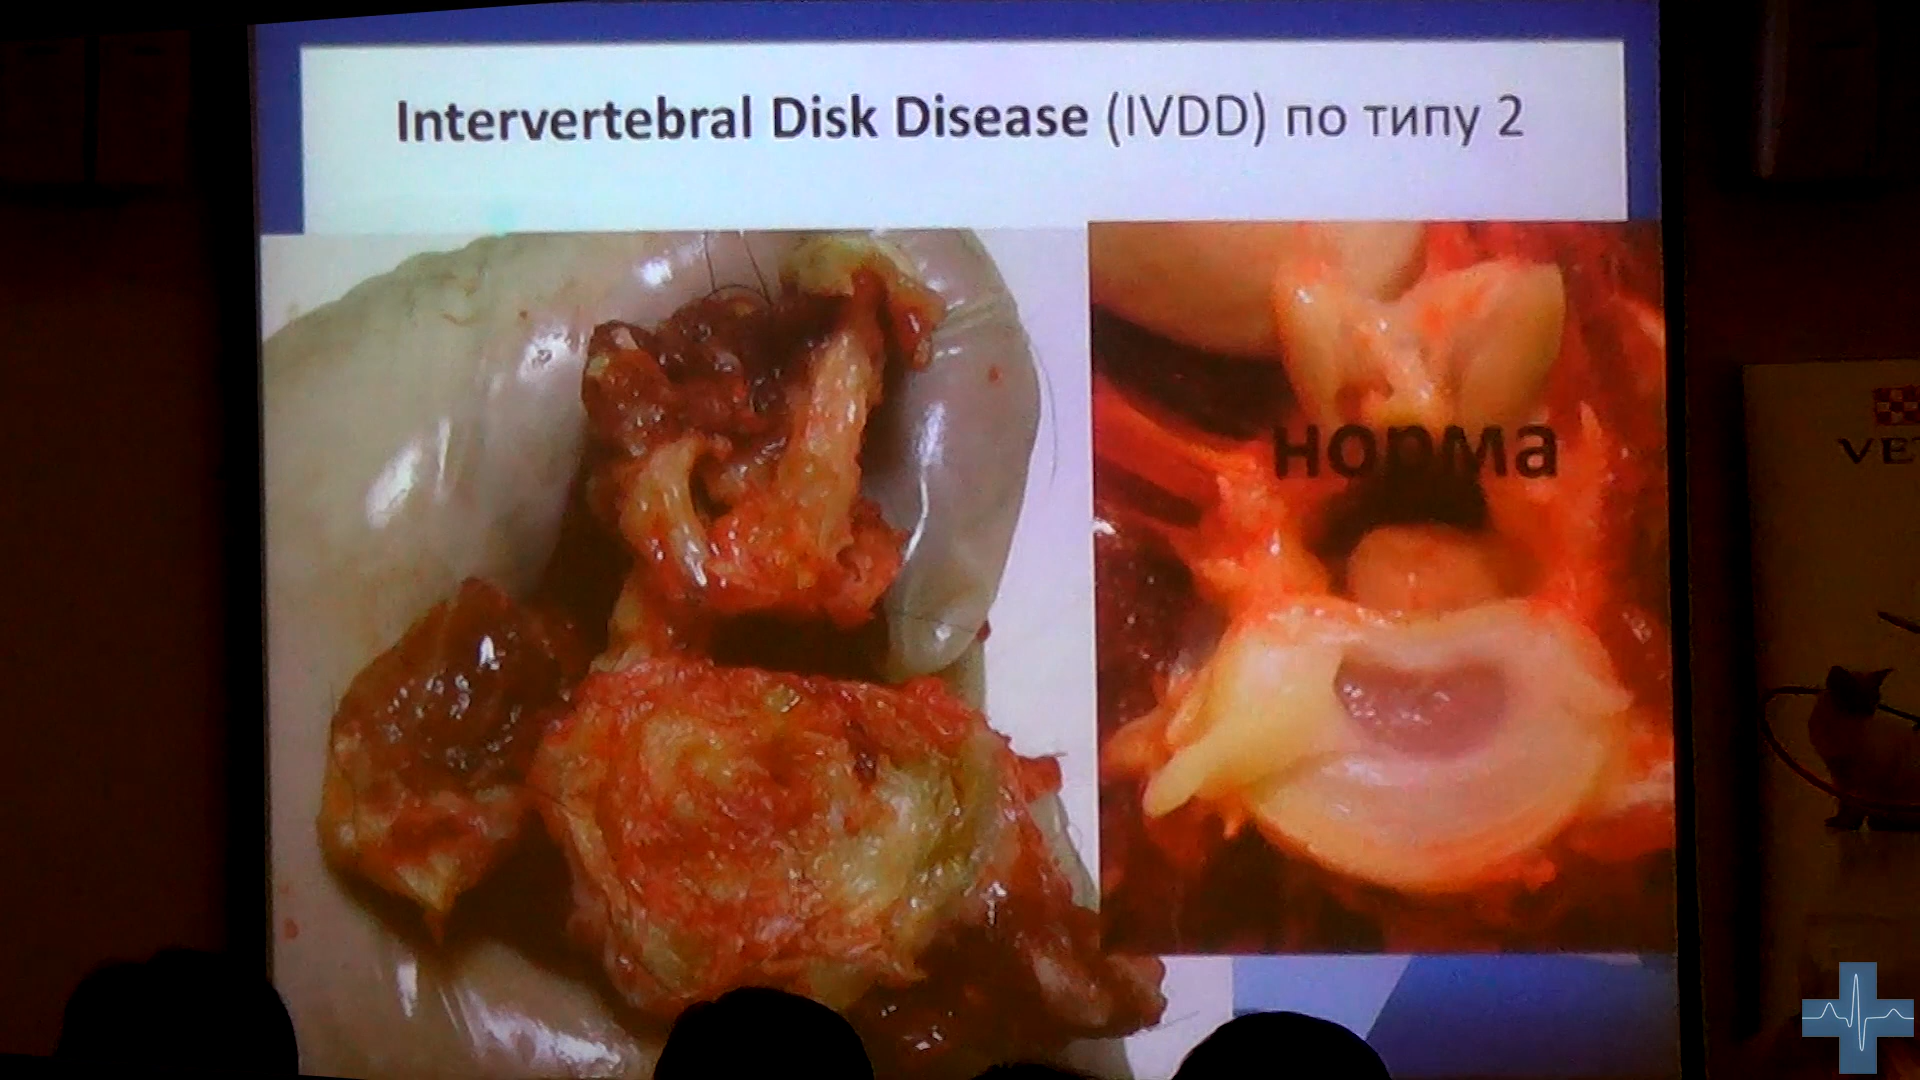 Intervertebral Disk Disease (IVDD) по типу 2
норма